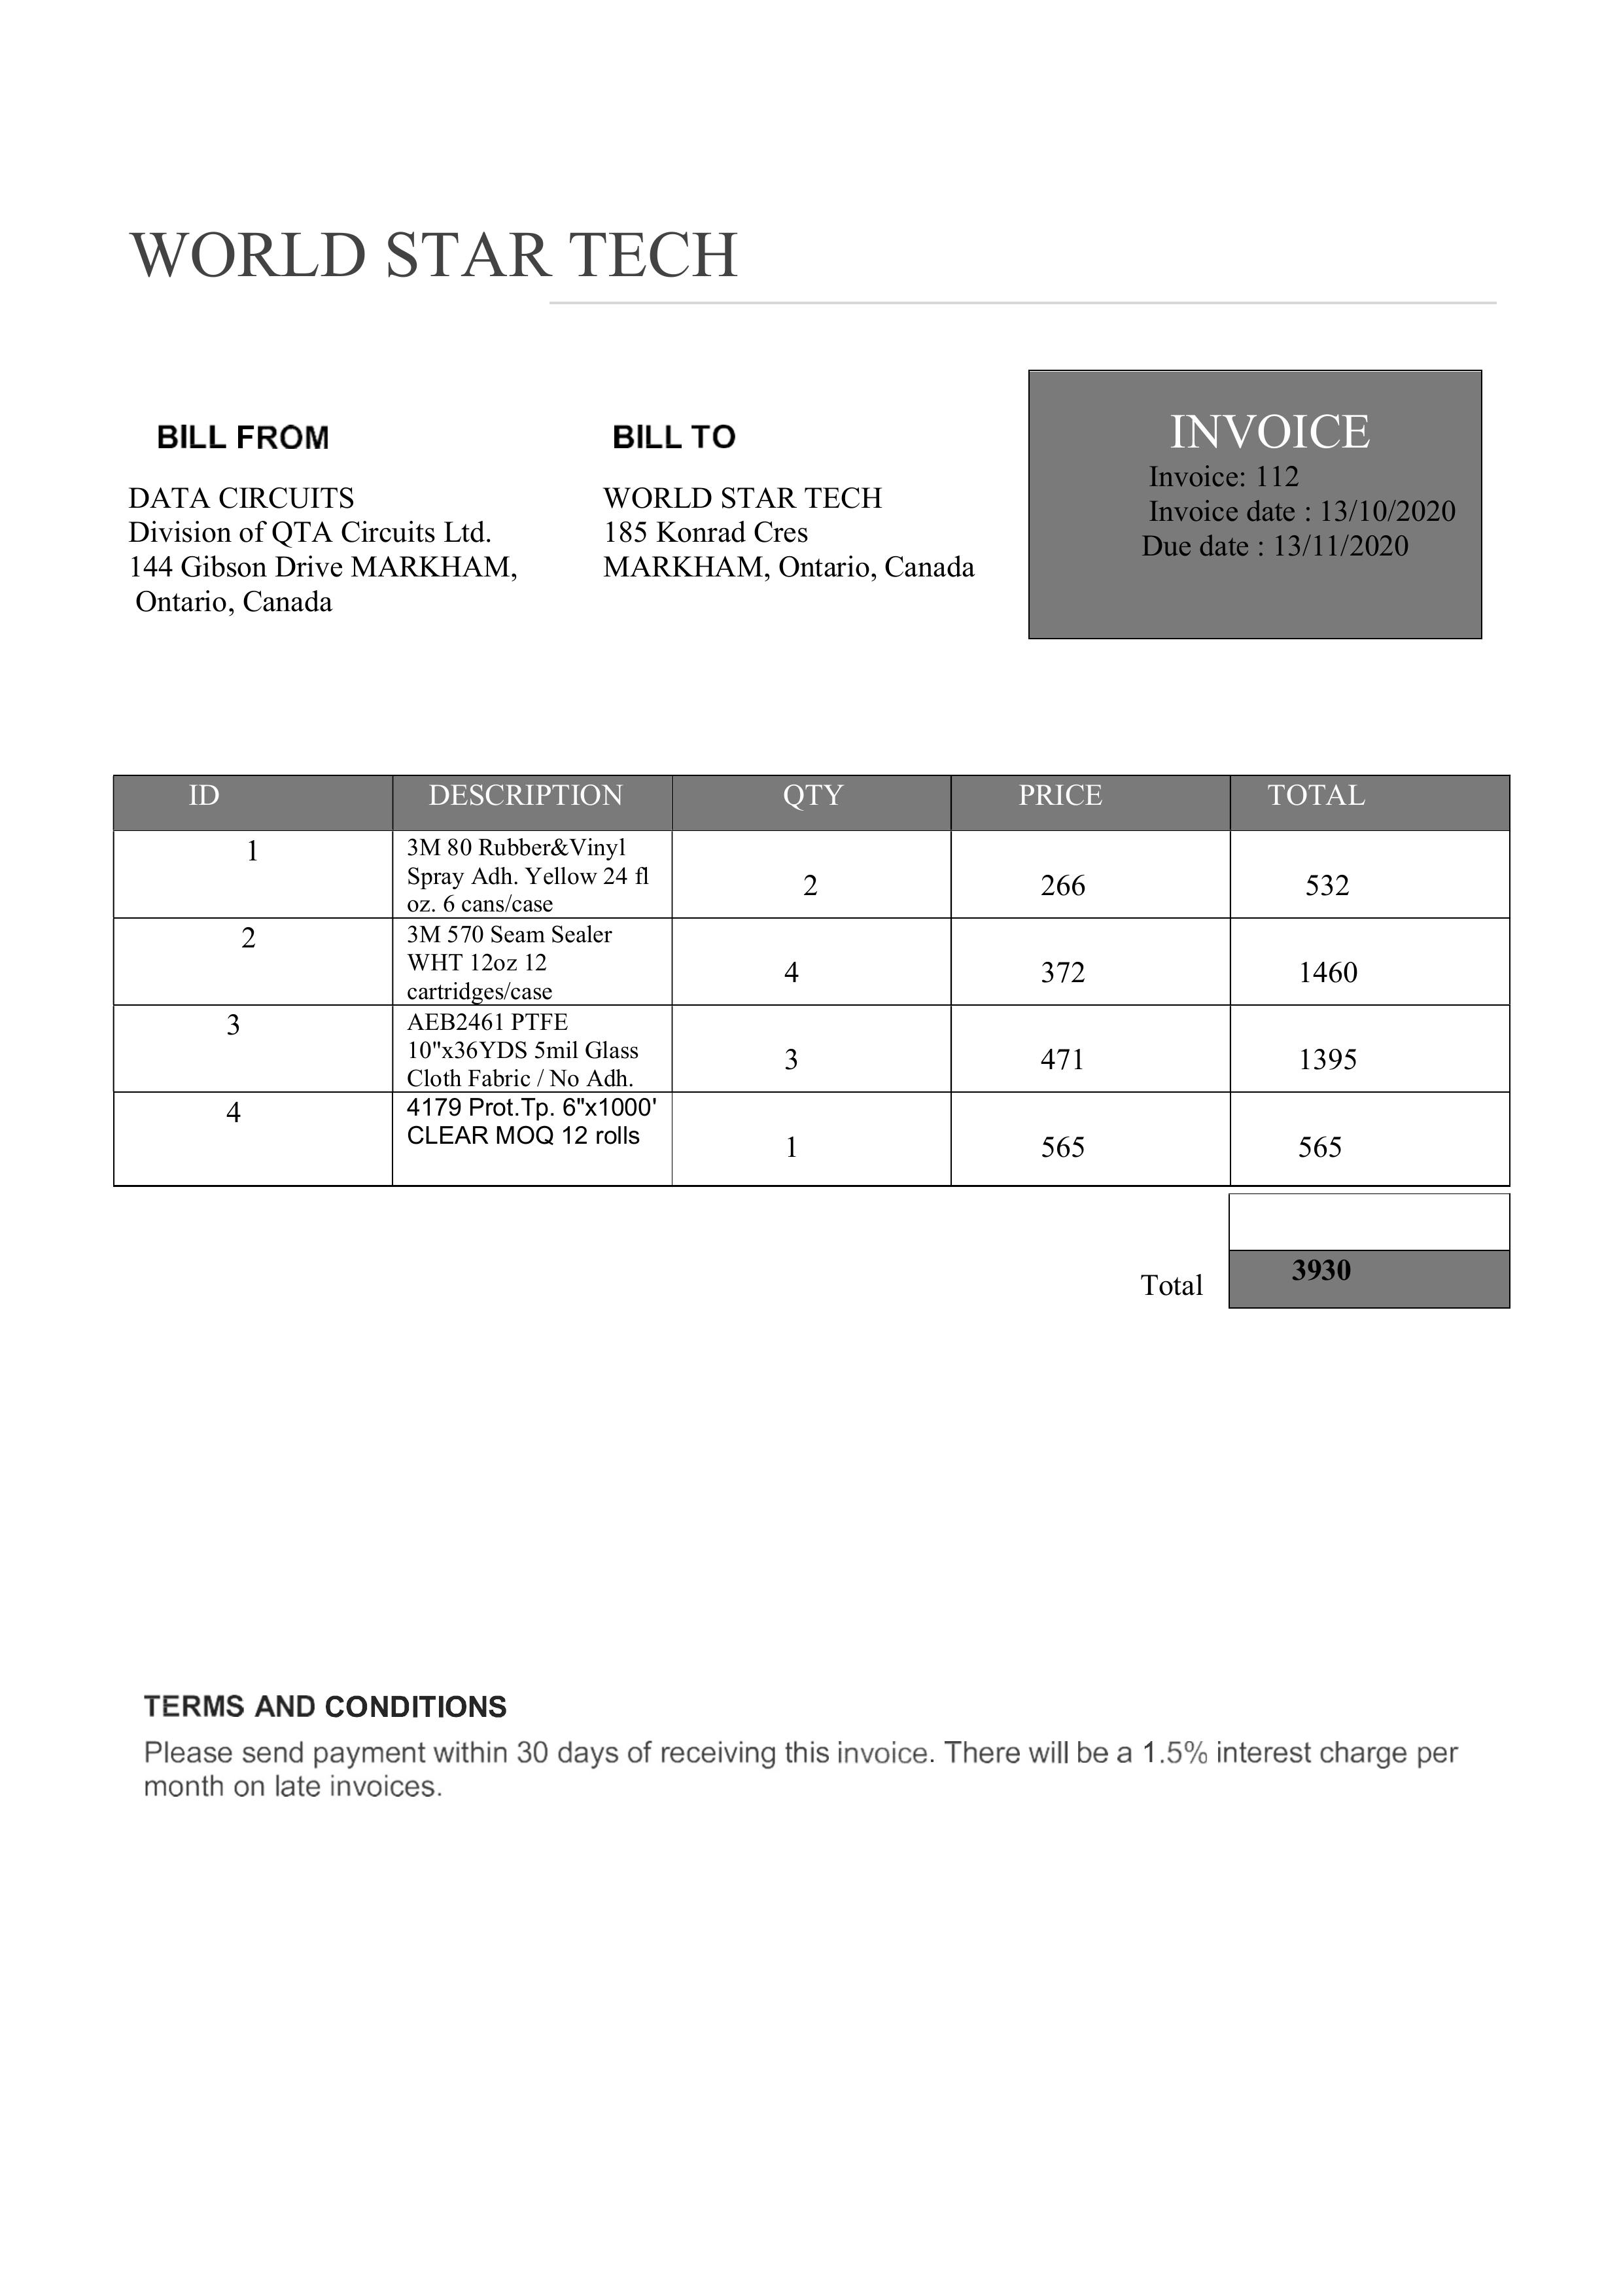 WORLD STAR TECH
BILL FROM
DATA CIRCUITS
Division of QTA Circuits Ltd.
144 Gibson Drive MARKHAM,
Ontario, Canada
BILL TO
WORLD STAR TECH
185 Konrad Cres
MARKHAM, Ontario, Canada
INVOICE
Invoice: 112
Invoice date : 13/10/2020
Due date : 13/11/2020
ID DESCRIPTION QTY PRICE TOTAL
1 3M 80 Rubber&Vinyl
Spray Adh. Yellow 24 fl
oz. 6 cans/case
2 266 532
2 3M 570 Seam Sealer
WHT 12oz 12
cartridges/case
4 372 1460
3 AEB2461 PTFE
10"x36YDS 5mil Glass
Cloth Fabric / No Adh.
3 471 1395
4 4179 Prot.Tp. 6"x1000'
CLEAR MOQ 12 rolls
1 565 565
Total 3930
TERMS AND CONDITIONS
Please send payment within 30 days of receiving this invoice. There will be a 1.5% interest charge per
month on late invoices.